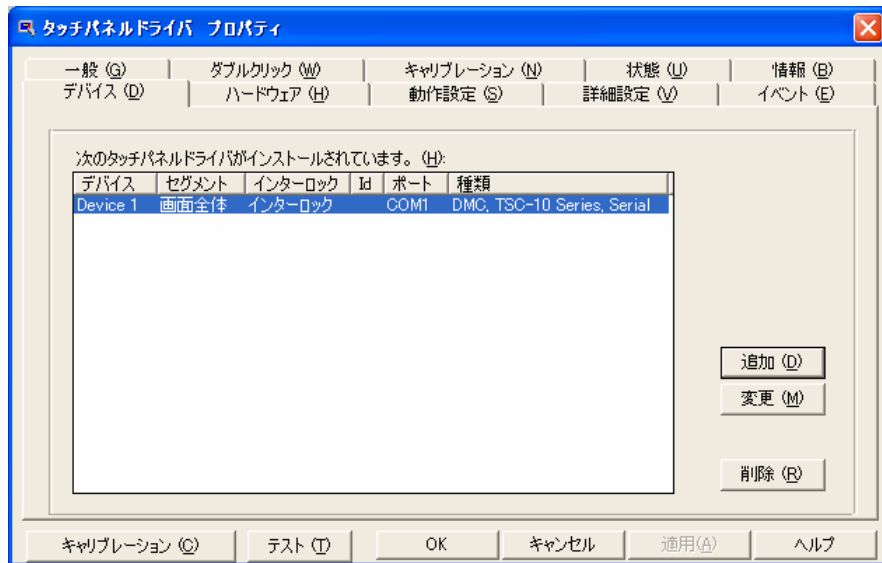 タッチパネルドライバ プロパティ
一般 (G) ダブルクリック (W) キャリブレーション (N) 状態 (U) 情報 (B)
デバイス (D) ハードウェア (H) 動作設定 (S) 詳細設定 (V) イベント (E)
次のタッチパネルドライバがインストールされています。(H):
デバイス セグメント インターロック Id ポート 種類
Device 1 画面全体 インターロック COM1 DMC, TSC-10 Series, Serial
追加 (D)
変更 (M)
削除 (R)
キャリブレーション (C) テスト (T) OK キャンセル 適用(A) ヘルプ